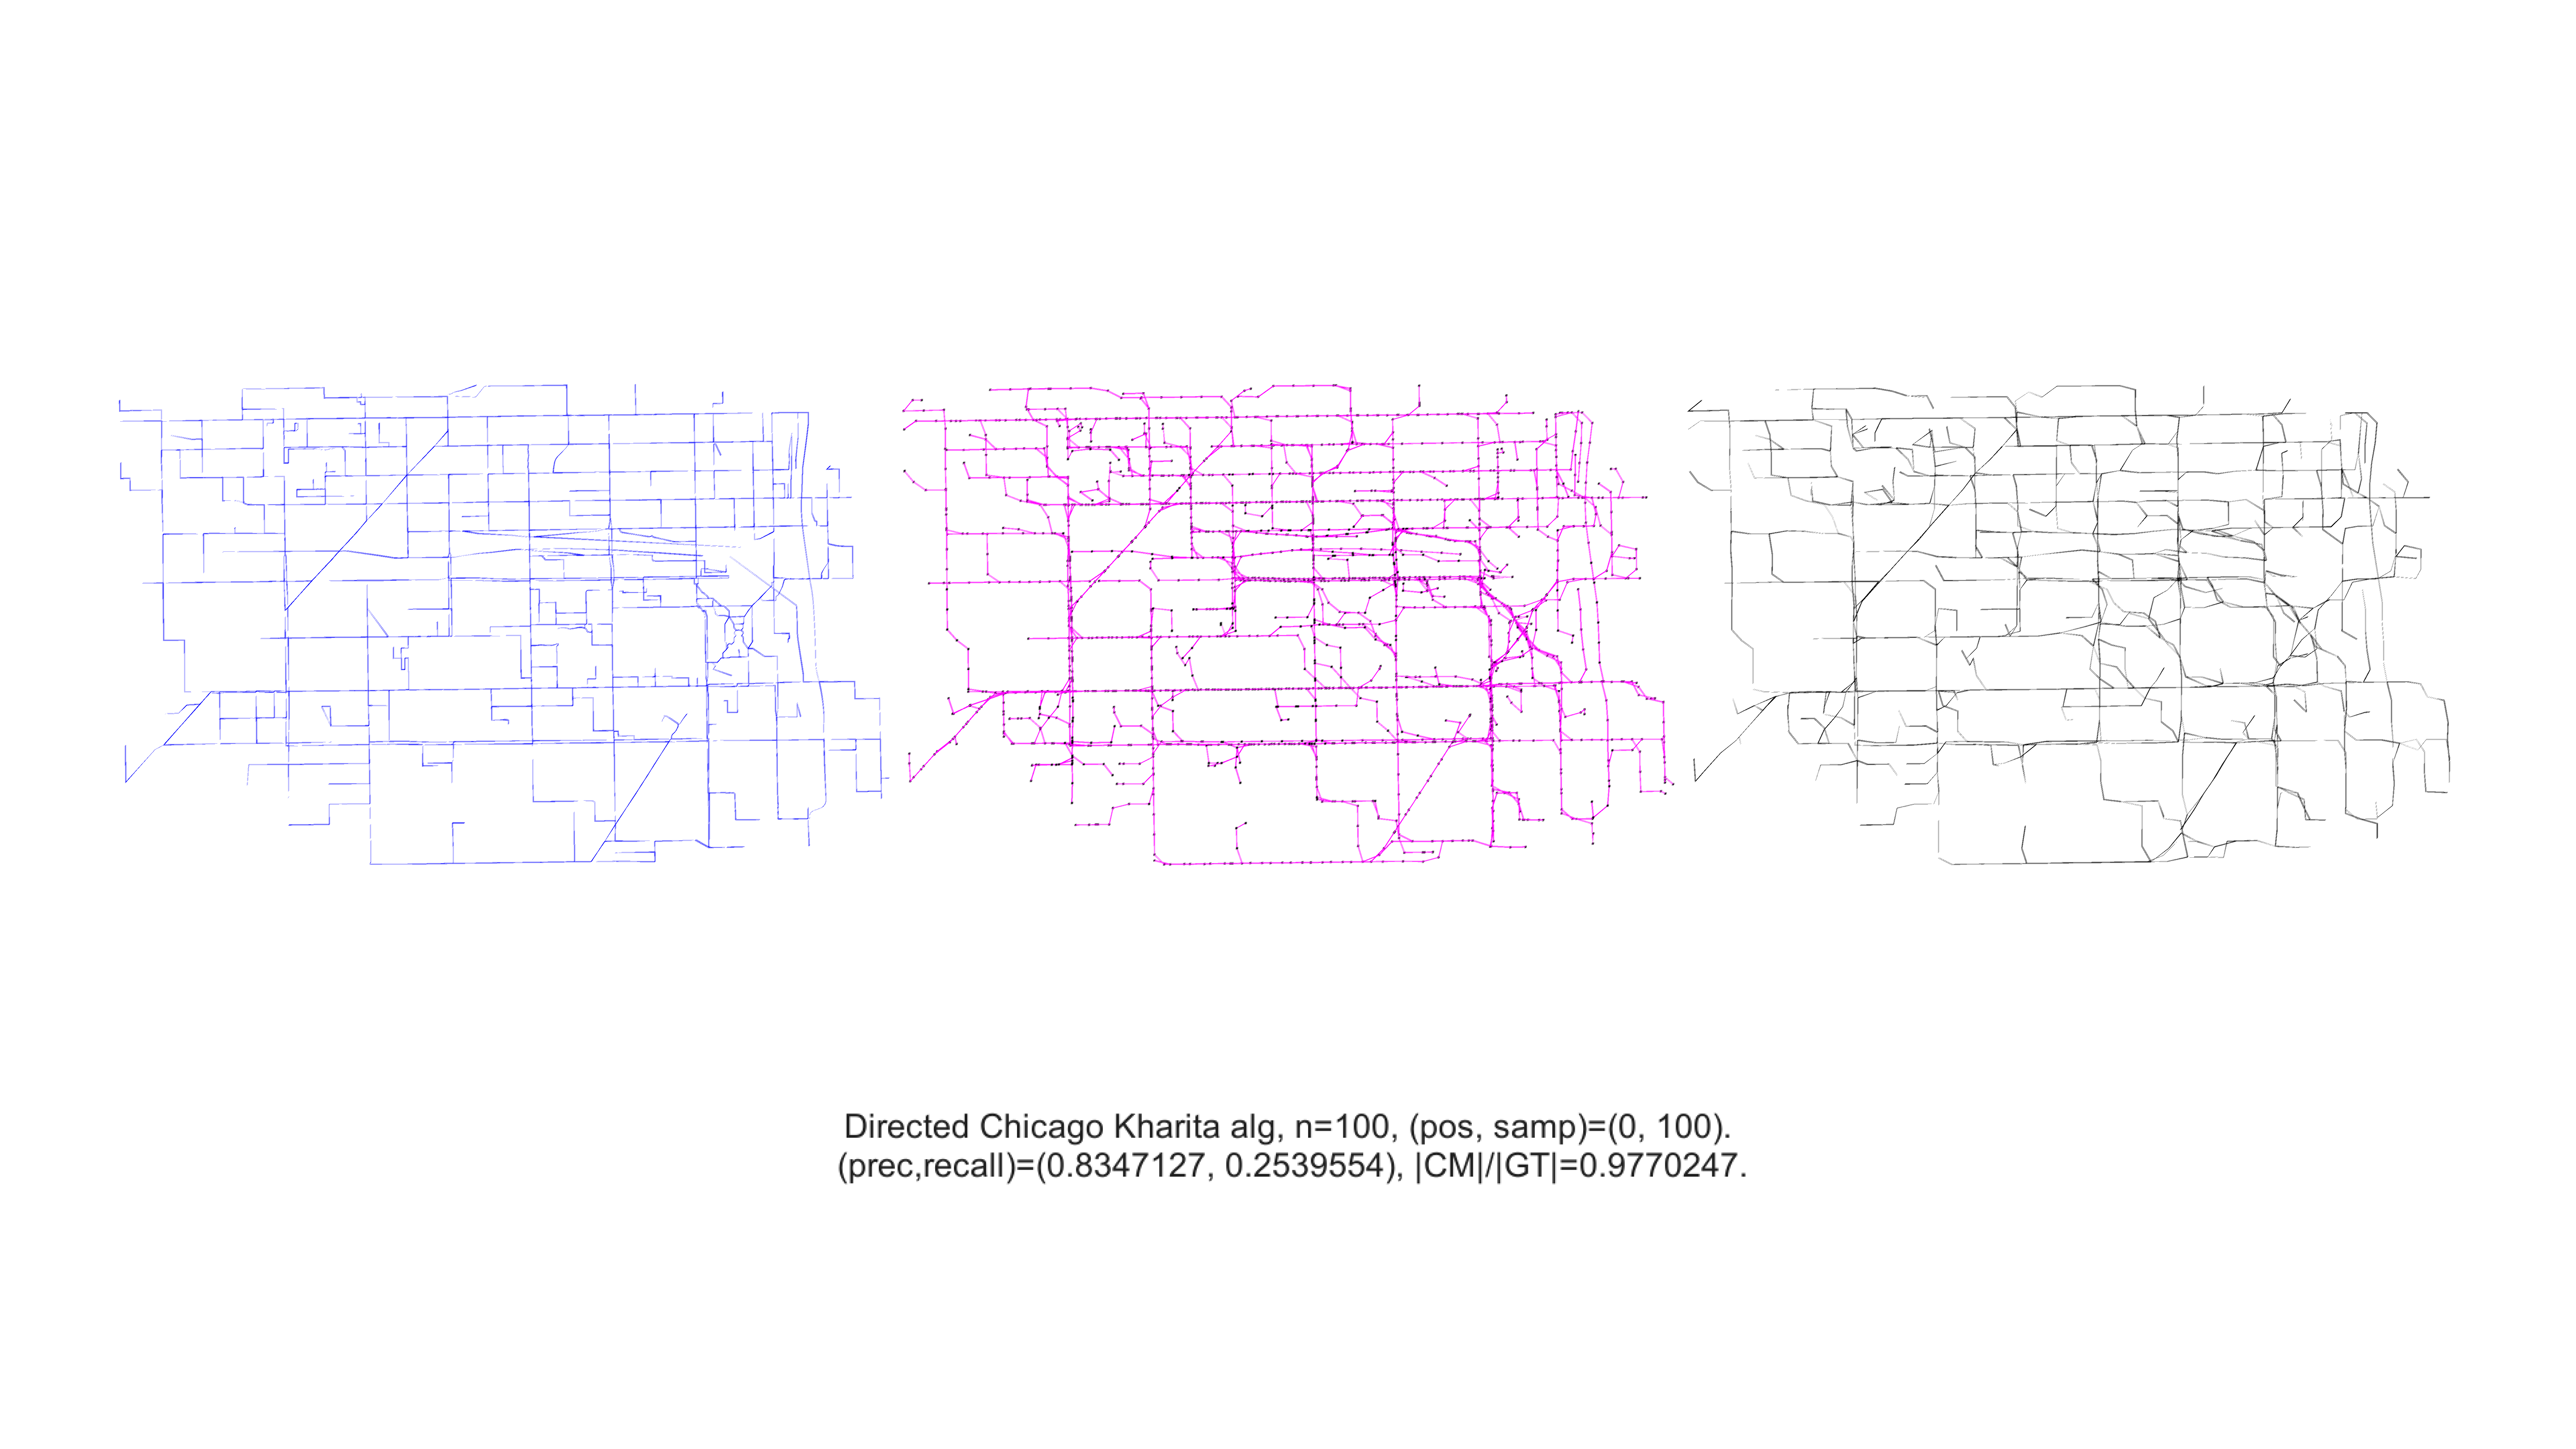 Directed Chicago Kharita alg, n=100, (pos, samp)=(0, 100).
(prec,recall)=(0.8347127, 0.2539554), |CM|/|GT|=0.9770247.